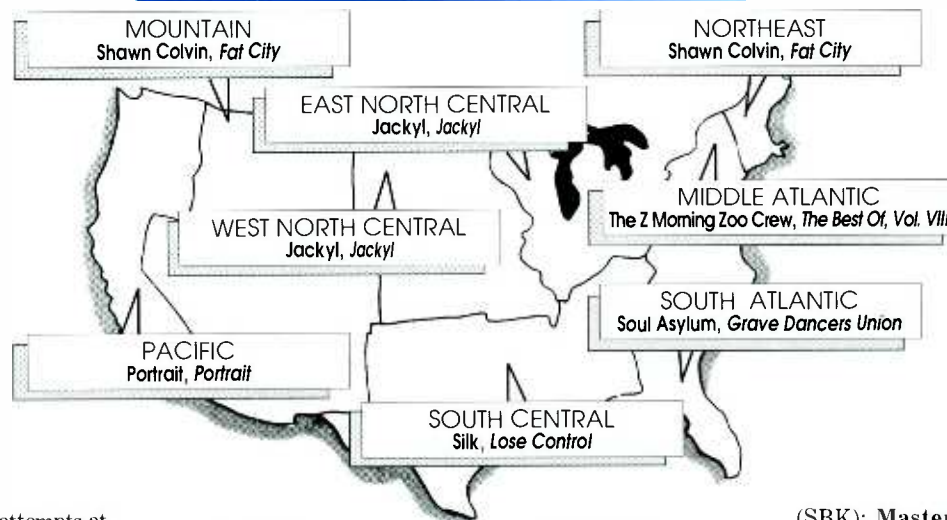 MOUNTAIN
Shawn Colvin, Fat City
NORTHEAST
Shawn Colvin, Fat City
EAST NORTH CENTRAL
Jackyl, Jackyl
MIDDLE ATLANTIC
The Z Morning Zoo Crew, The Best Of, Vol. VIII
WEST NORTH CENTRAL
Jackyl, Jackyl
SOUTH ATLANTIC
Soul Asylum, Grave Dancers Union
PACIFIC
Portrait, Portrait
SOUTH CENTRAL
Silk, Lose Control
attempts at
(SBK); Master